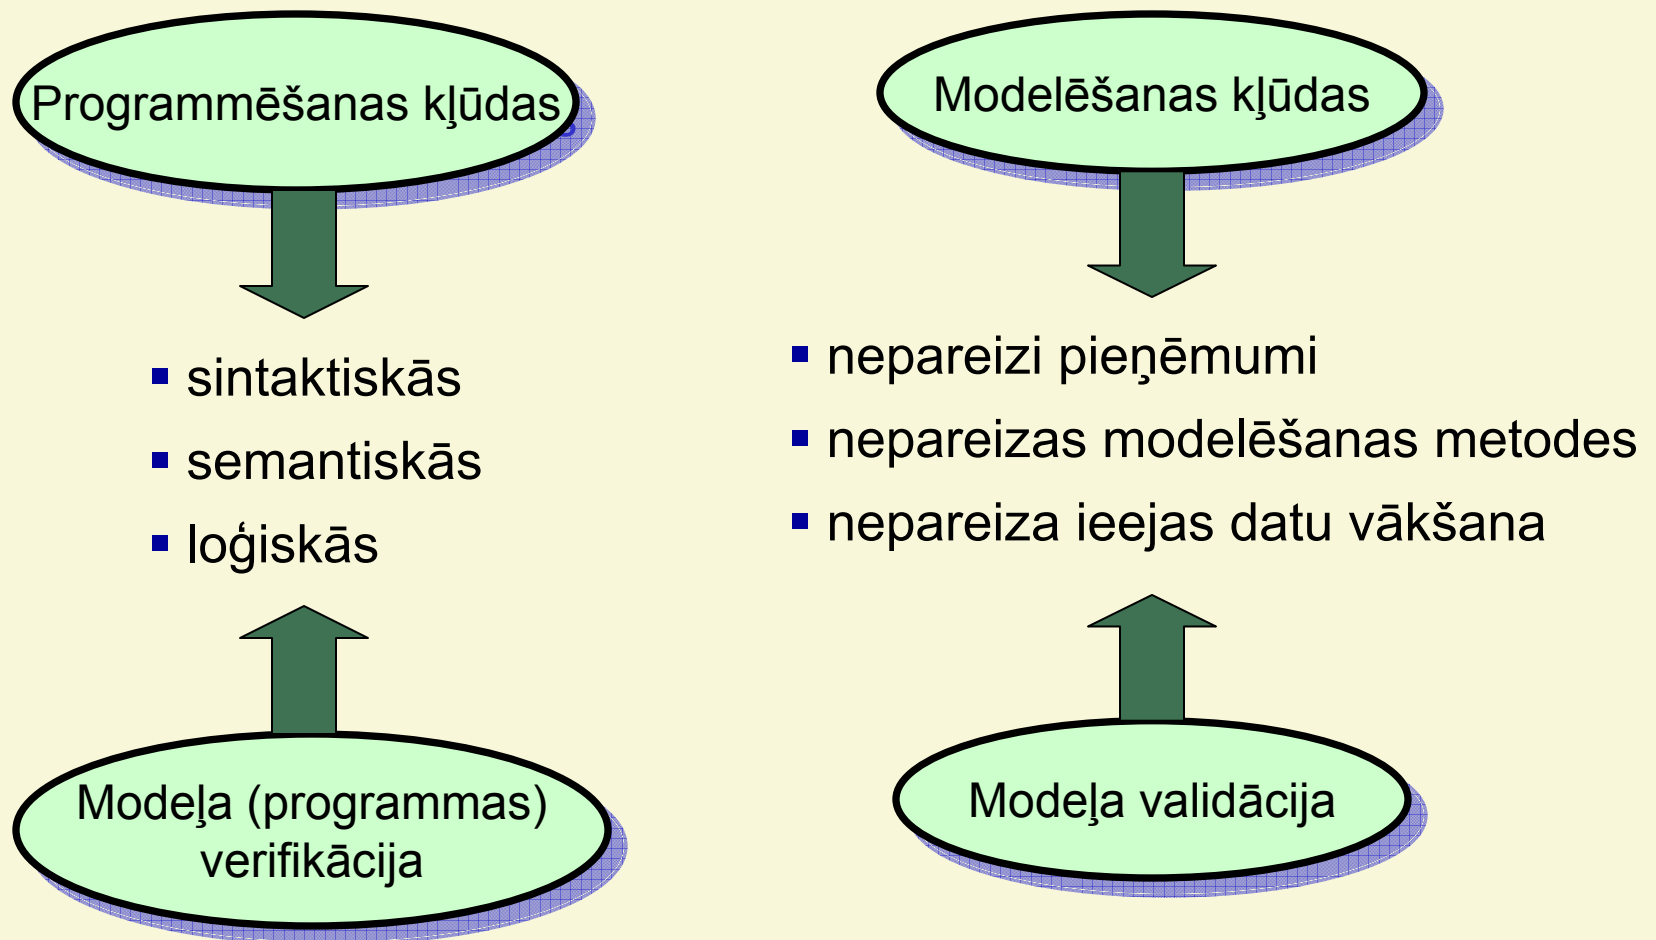 Programmēšanas kļūdas
Modelēšanas kļūdas
sintaktiskās
semantiskās
loģiskās
nepareizi pieņēmumi
nepareizas modelēšanas metodes
nepareiza ieejas datu vākšana
Modeļa (programmas)
verifikācija
Modeļa validācija